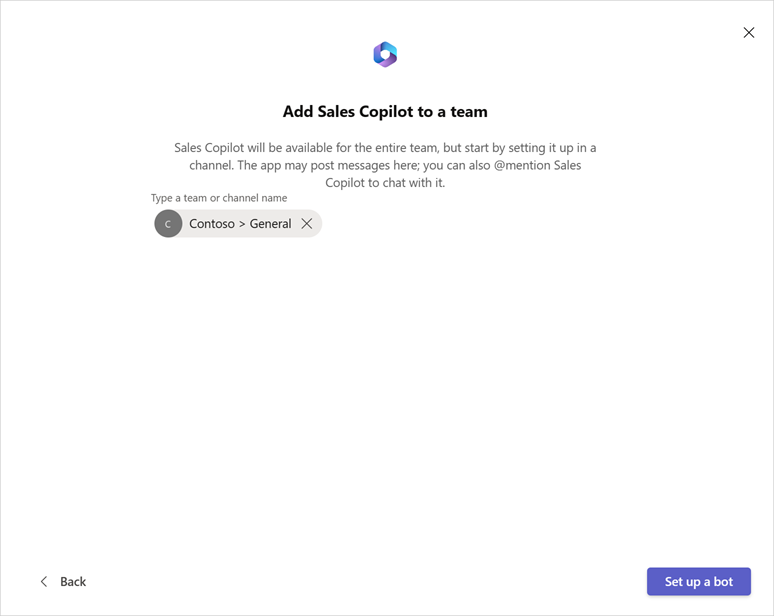 Add Sales Copilot to a team
Sales Copilot will be available for the entire team, but start by setting it up in a
channel. The app may post messages here; you can also @mention Sales
Copilot to chat with it.
Type a team or channel name
C Contoso > General
Back
Set up a bot